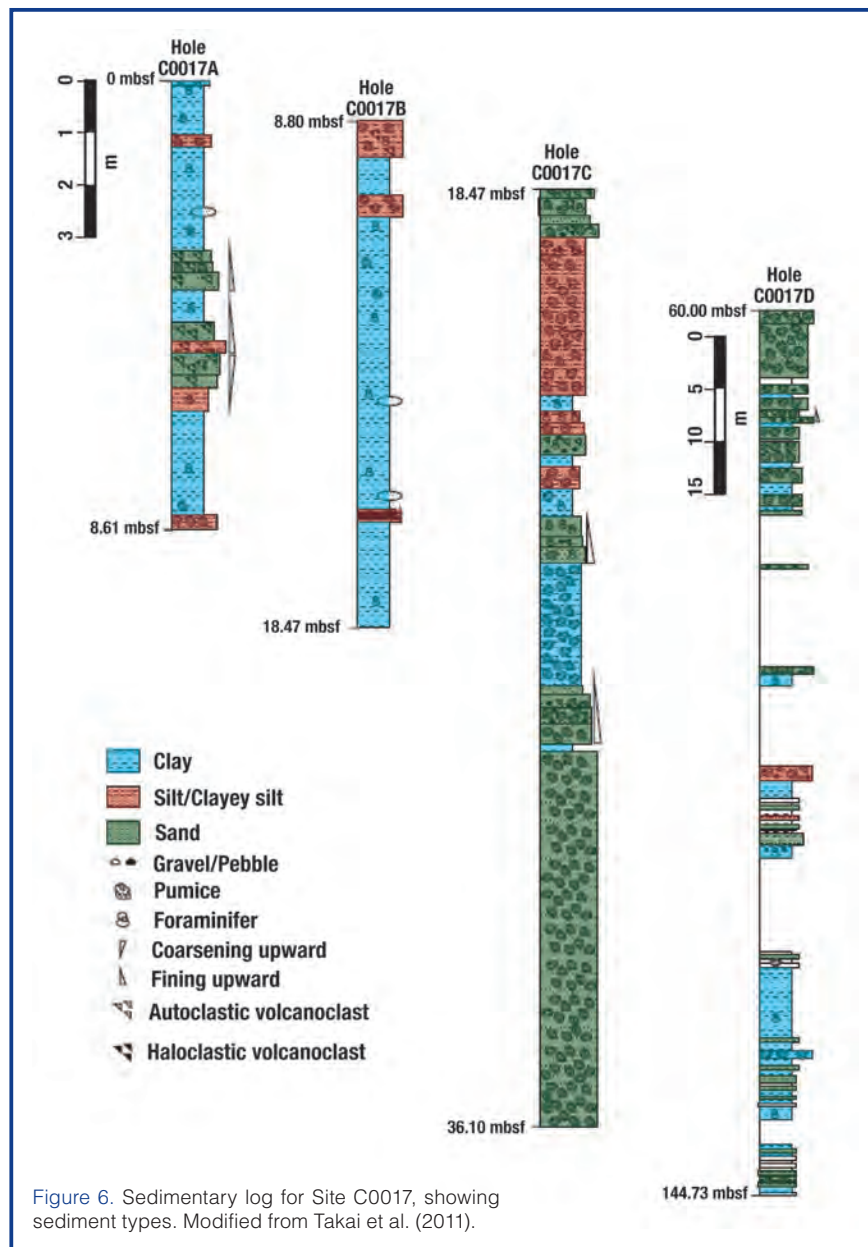 Hole
C0017A
0 mbsf
0
1
2
3
m
8.61 mbsf
Hole
C0017B
8.80 mbsf
18.47 mbsf
Hole
C0017C
18.47 mbsf
36.10 mbsf
Hole
C0017D
60.00 mbsf
0
5
10
15
m
144.73 mbsf
Clay
Silt/Clayey silt
Sand
Gravel/Pebble
Pumice
Foraminifer
Coarsening upward
Fining upward
Autoclastic volcanoclast
Haloclastic volcanoclast
Figure 6. Sedimentary log for Site C0017, showing
sediment types. Modified from Takai et al. (2011).